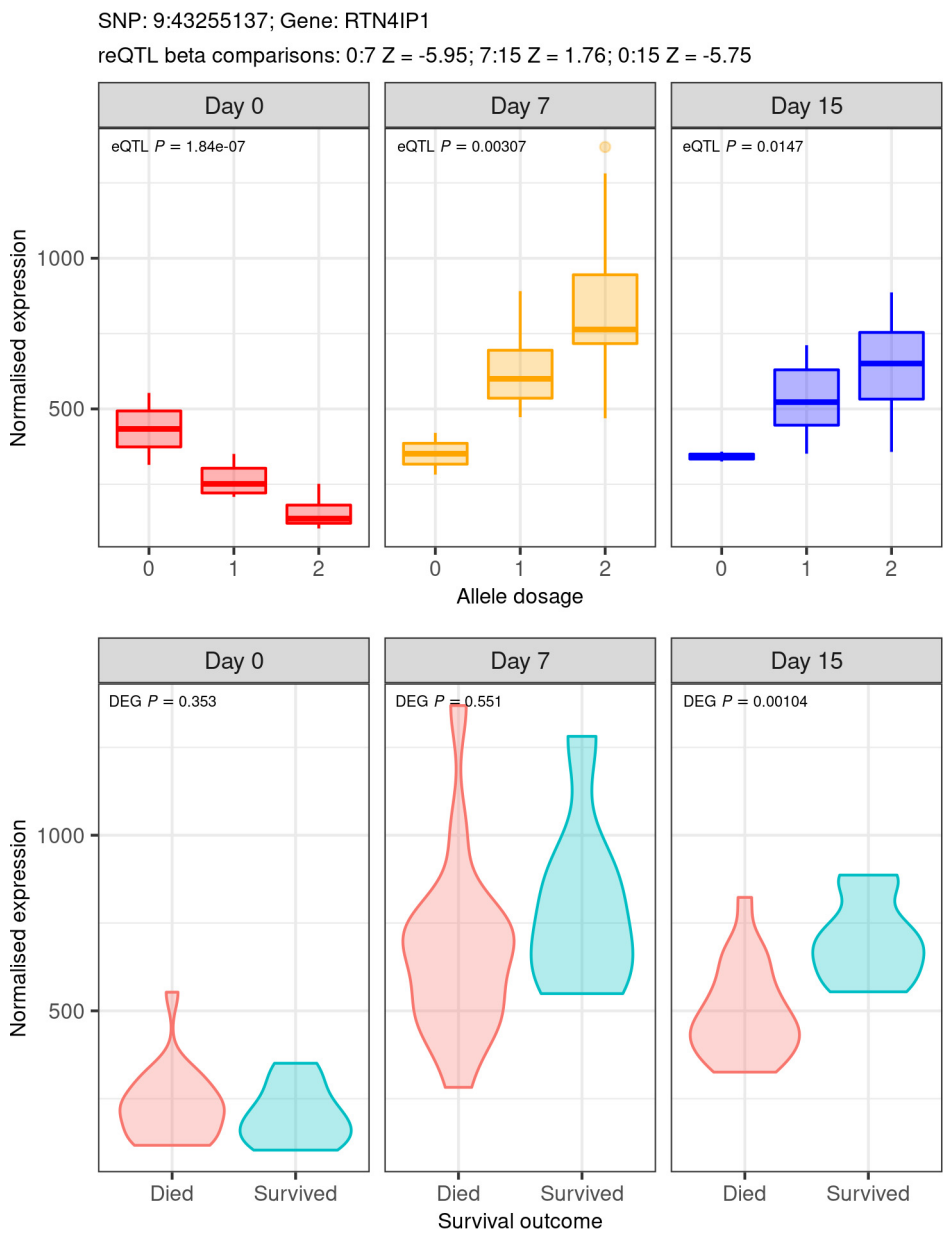 SNP: 9:43255137; Gene: RTN4IP1
reQTL beta comparisons: 0:7 Z = -5.95; 7:15 Z = 1.76; 0:15 Z = -5.75
Day 0 Day 7 Day 15
eQTL P = 1.84e-07 eQTL P = 0.00307 eQTL P = 0.0147
Normalised expression
1000
500
0 1 2 0 1 2 0 1 2
Allele dosage
Day 0 Day 7 Day 15
DEG P = 0.353 DEG P = 0.551 DEG P = 0.00104
Normalised expression
1000
500
Died Survived Died Survived Died Survived
Survival outcome